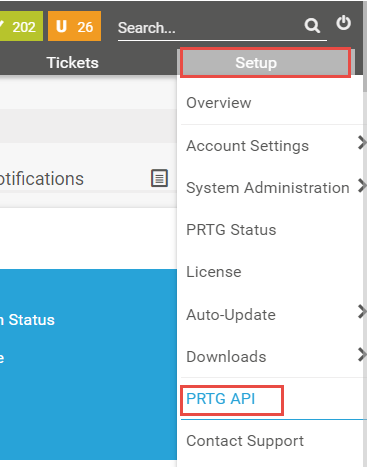 202 U 26 Search...
Tickets Setup
Overview
Account Settings
otifications
System Administration
PRTG Status
License
Auto-Update
n Status
Downloads
e
PRTG API
Contact Support